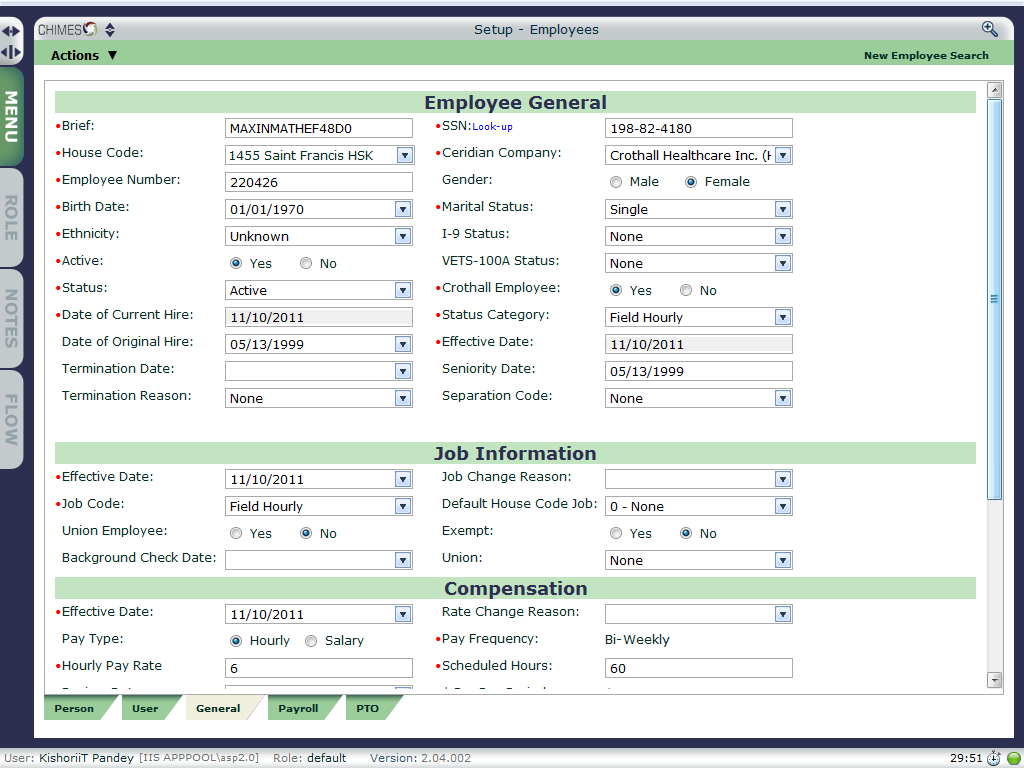 CHIMES Setup - Employees
Actions ▼ New Employee Search
MENU
ROLE
NOTES
FLOW
Employee General
•Brief: MAXINMATHEF48D0 •SSN:Look-up 198-82-4180
•House Code: 1455 Saint Francis HSK •Ceridian Company: Crothall Healthcare Inc. (H
•Employee Number: 220426 Gender: Male Female
•Birth Date: 01/01/1970 •Marital Status: Single
•Ethnicity: Unknown I-9 Status: None
•Active: Yes No VETS-100A Status: None
•Status: Active •Crothall Employee: Yes No
•Date of Current Hire: 11/10/2011 •Status Category: Field Hourly
Date of Original Hire: 05/13/1999 •Effective Date: 11/10/2011
Termination Date: Seniority Date: 05/13/1999
Termination Reason: None Separation Code: None
Job Information
•Effective Date: 11/10/2011 Job Change Reason:
•Job Code: Field Hourly Default House Code Job: 0 - None
Union Employee: Yes No Exempt: Yes No
Background Check Date: Union: None
Compensation
•Effective Date: 11/10/2011 Rate Change Reason:
Pay Type: Hourly Salary •Pay Frequency: Bi-Weekly
•Hourly Pay Rate 6 •Scheduled Hours: 60
Person User General Payroll PTO
User: KishoriiT Pandey [IIS APPPOOL\asp2.0] Role: default Version: 2.04.002 29:51